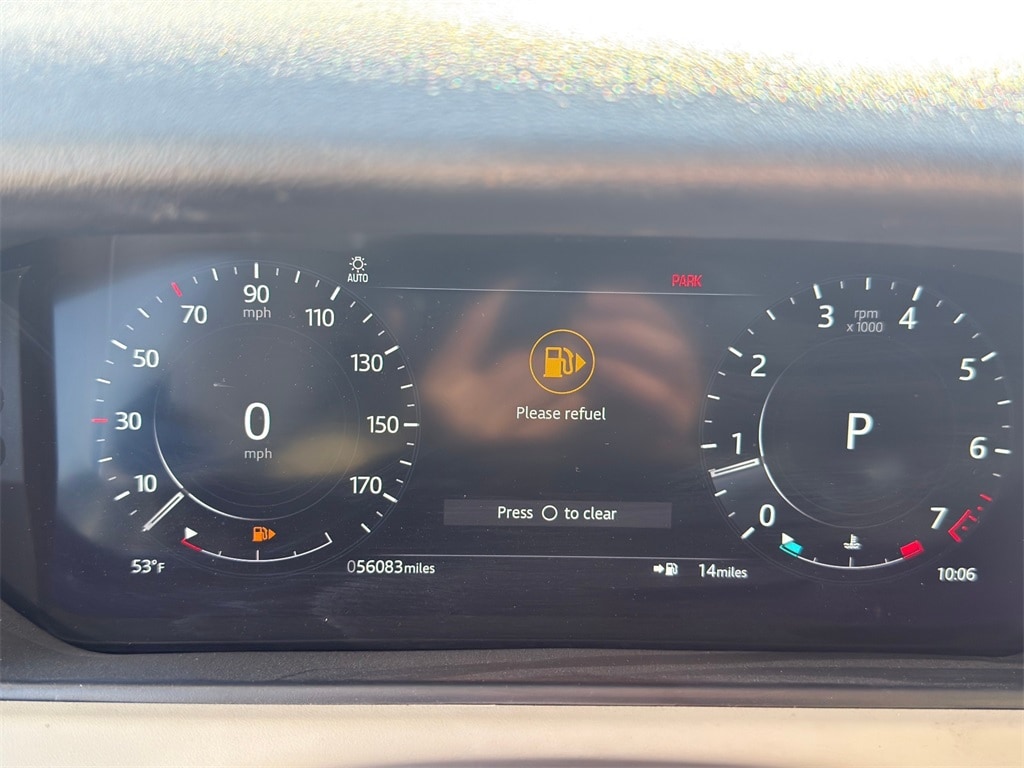 AUTO
PARK
90
mph
70
110
50
130
30
150
10
170
0
mph
Please refuel
Press O to clear
3
rpm
x 1000
4
2
5
1
6
0
7
P
53°F
056083miles
14miles
10:06